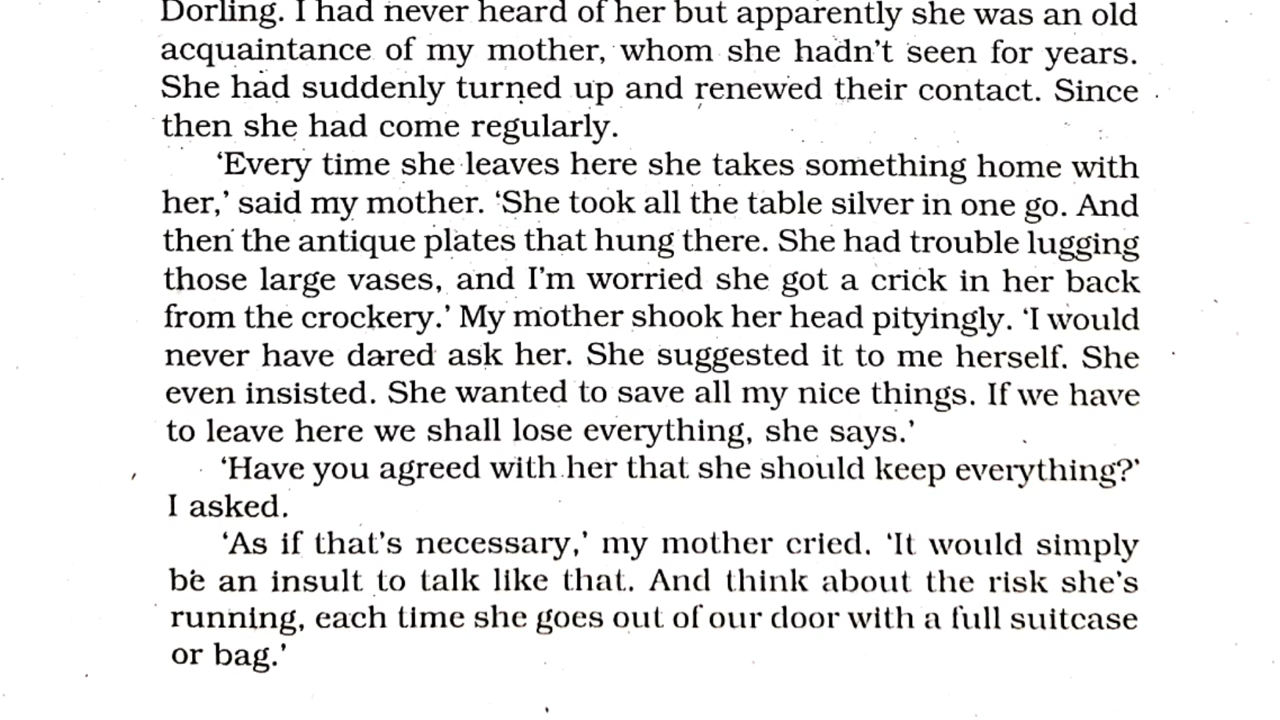 Dorling. I had never heard of her but apparently she was an old
acquaintance of my mother, whom she hadn't seen for years.
She had suddenly turned up and renewed their contact. Since
then she had come regularly.
‘Every time she leaves here she takes something home with
her,’ said my mother. ‘She took all the table silver in one go. And
then the antique plates that hung there. She had trouble lugging
those large vases, and I'm worried she got a crick in her back
from the crockery.’ My mother shook her head pityingly. ‘I would
never have dared ask her. She suggested it to me herself. She
even insisted. She wanted to save all my nice things. If we have
to leave here we shall lose everything, she says.’
‘Have you agreed with her that she should keep everything?’
I asked.
‘As if that's necessary,’ my mother cried. ‘It would simply
be an insult to talk like that. And think about the risk she's
running, each time she goes out of our door with a full suitcase
or bag.’